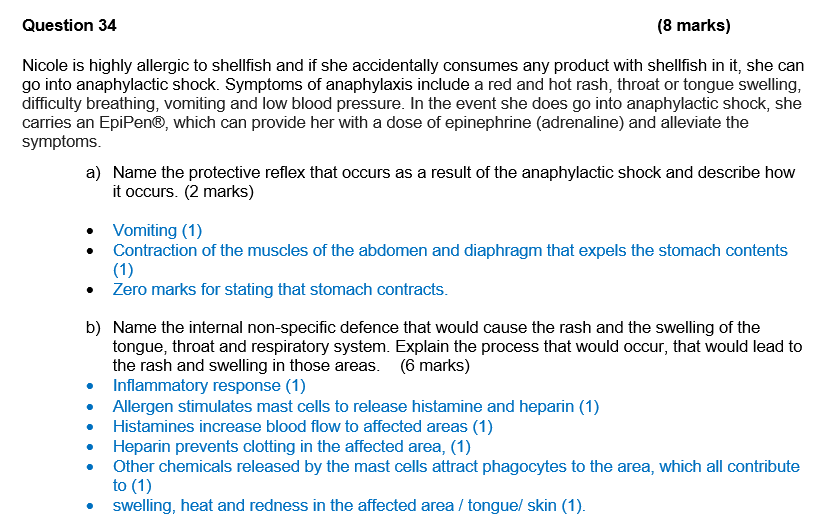 Question 34 (8 marks)
Nicole is highly allergic to shellfish and if she accidentally consumes any product with shellfish in it, she can
go into anaphylactic shock. Symptoms of anaphylaxis include a red and hot rash, throat or tongue swelling,
difficulty breathing, vomiting and low blood pressure. In the event she does go into anaphylactic shock, she
carries an EpiPen®, which can provide her with a dose of epinephrine (adrenaline) and alleviate the
symptoms.
a) Name the protective reflex that occurs as a result of the anaphylactic shock and describe how
it occurs. (2 marks)
• Vomiting (1)
• Contraction of the muscles of the abdomen and diaphragm that expels the stomach contents
(1)
• Zero marks for stating that stomach contracts.
b) Name the internal non-specific defence that would cause the rash and the swelling of the
tongue, throat and respiratory system. Explain the process that would occur, that would lead to
the rash and swelling in those areas. (6 marks)
• Inflammatory response (1)
• Allergen stimulates mast cells to release histamine and heparin (1)
• Histamines increase blood flow to affected areas (1)
• Heparin prevents clotting in the affected area, (1)
• Other chemicals released by the mast cells attract phagocytes to the area, which all contribute
to (1)
• swelling, heat and redness in the affected area / tongue/ skin (1).